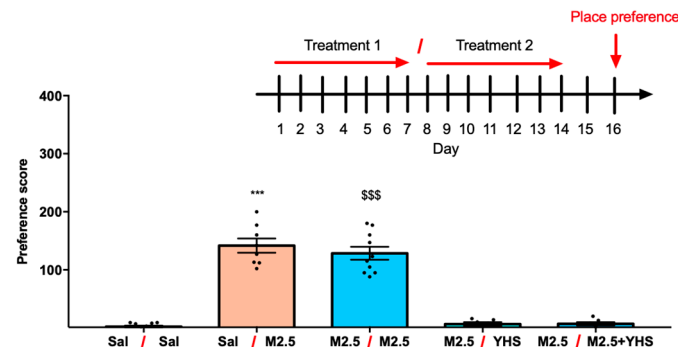 Place preference
Treatment 1 / Treatment 2
1 2 3 4 5 6 7 8 9 10 11 12 13 14 15 16
Day
Preference score
400
300
200
100
***
$$$
Sal / Sal
Sal / M2.5
M2.5 / M2.5
M2.5 / YHS
M2.5 / M2.5+YHS